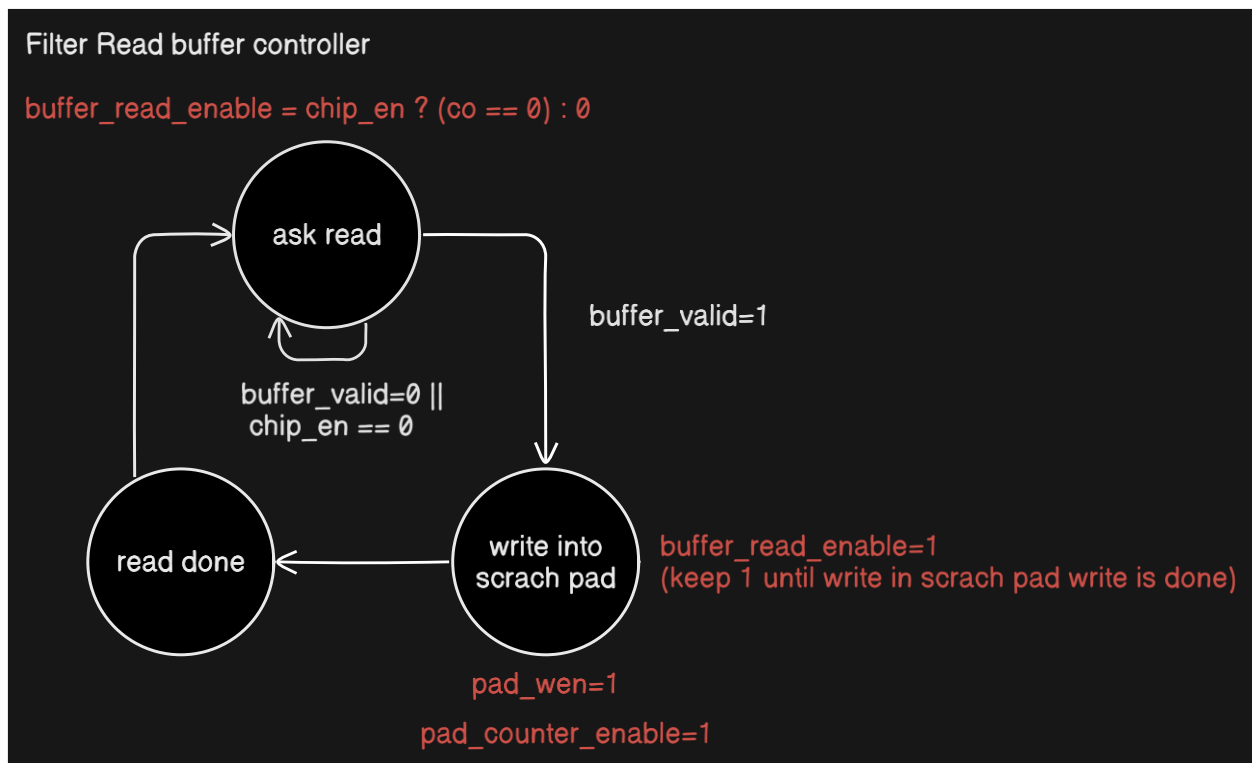 Filter Read buffer controller
buffer_read_enable = chip_en ? (co == 0) : 0
ask read
buffer_valid=1
buffer_valid=0 ||
chip_en == 0
read done
write into
scrach pad
buffer_read_enable=1
(keep 1 until write in scrach pad write is done)
pad_wen=1
pad_counter_enable=1